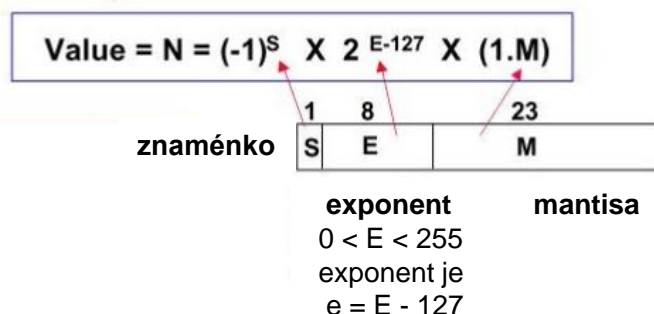 Value = N = (-1)^S X 2^E-127 X (1.M)
1 8 23
znaménko S E M
exponent mantisa
0 < E < 255
exponent je
e = E - 127